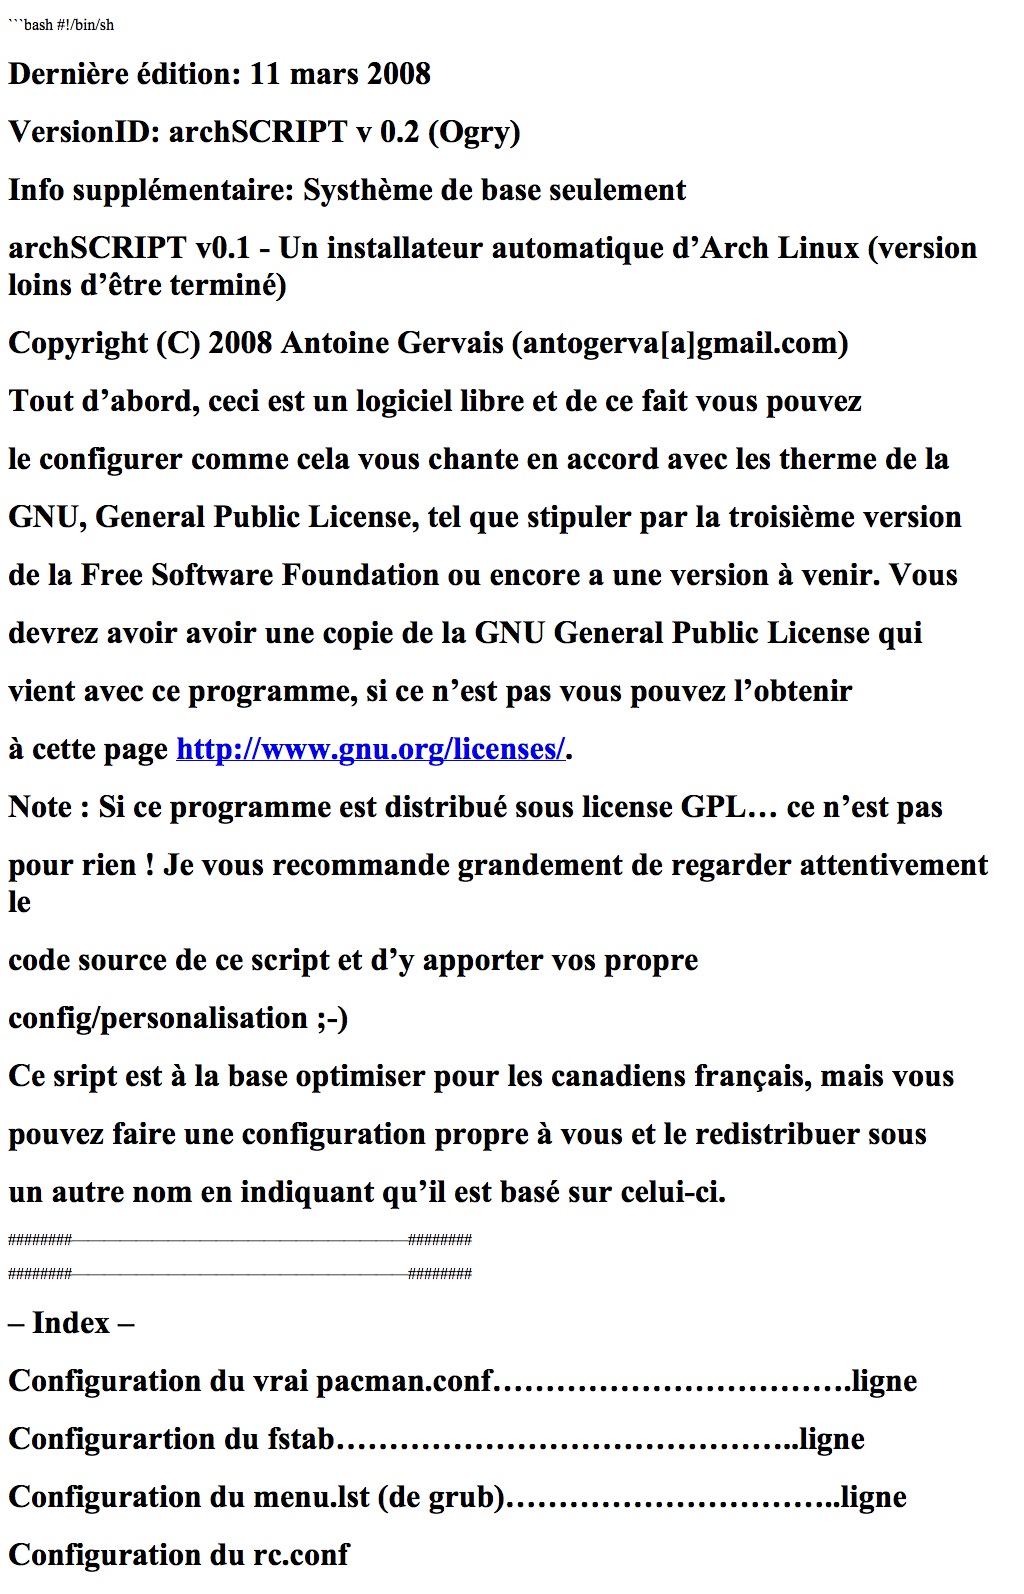 ```bash #!/bin/sh
Dernière édition: 11 mars 2008
VersionID: archSCRIPT v 0.2 (Ogry)
Info supplémentaire: Systhème de base seulement
archSCRIPT v0.1 - Un installateur automatique d’Arch Linux (version
loins d’être terminé)
Copyright (C) 2008 Antoine Gervais (antogerva[a]gmail.com)
Tout d’abord, ceci est un logiciel libre et de ce fait vous pouvez
le configurer comme cela vous chante en accord avec les therme de la
GNU, General Public License, tel que stipuler par la troisième version
de la Free Software Foundation ou encore a une version à venir. Vous
devrez avoir avoir une copie de la GNU General Public License qui
vient avec ce programme, si ce n’est pas vous pouvez l’obtenir
à cette page http://www.gnu.org/licenses/.
Note : Si ce programme est distribué sous license GPL… ce n’est pas
pour rien ! Je vous recommande grandement de regarder attentivement
le
code source de ce script et d’y apporter vos propre
config/personalisation ;-)
Ce sript est à la base optimiser pour les canadiens français, mais vous
pouvez faire une configuration propre à vous et le redistribuer sous
un autre nom en indiquant qu’il est basé sur celui-ci.
########—————————————————————########
########—————————————————————########
– Index –
Configuration du vrai pacman.conf…………………………….ligne
Configurartion du fstab……………………………………..ligne
Configuration du menu.lst (de grub)…………………………..ligne
Configuration du rc.conf